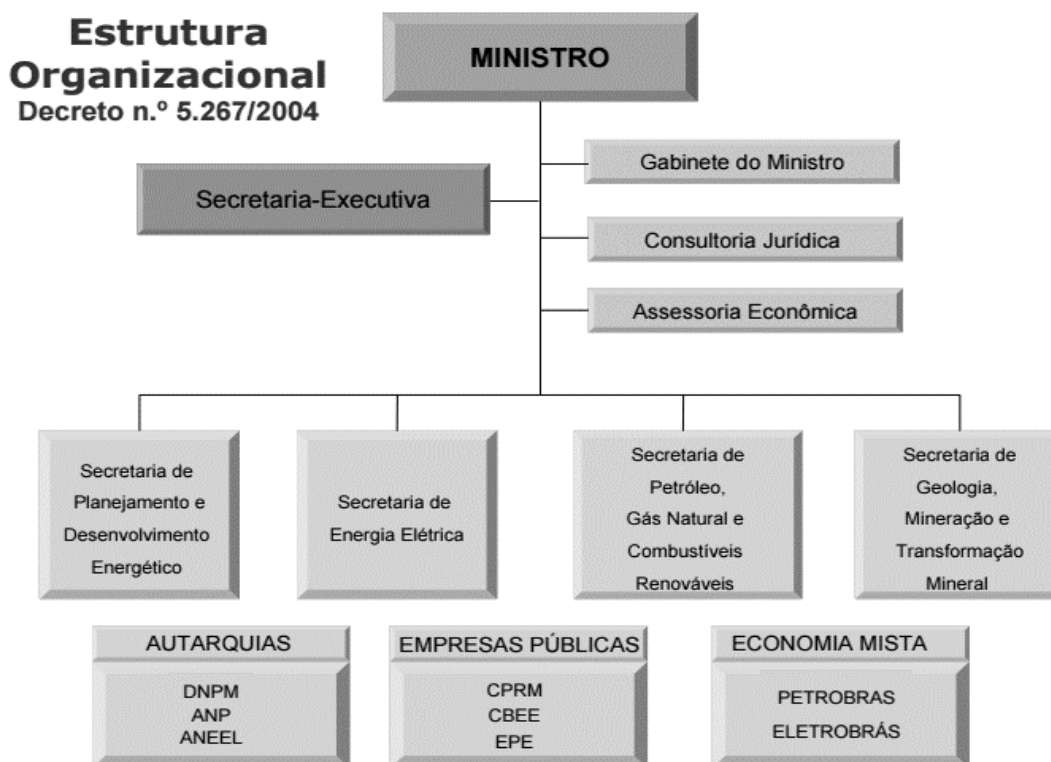 Estrutura
Organizacional
Decreto n.º 5.267/2004
MINISTRO
Gabinete do Ministro
Secretaria-Executiva
Consultoria Jurídica
Assessoria Econômica
Secretaria de
Planejamento e
Desenvolvimento
Energético
Secretaria de
Energia Elétrica
Secretaria de
Petróleo,
Gás Natural e
Combustíveis
Renováveis
Secretaria de
Geologia,
Mineração e
Transformação
Mineral
AUTARQUIAS
DNPM
ANP
ANEEL
EMPRESAS PÚBLICAS
CPRM
CBEE
EPE
ECONOMIA MISTA
PETROBRAS
ELETROBRÁS